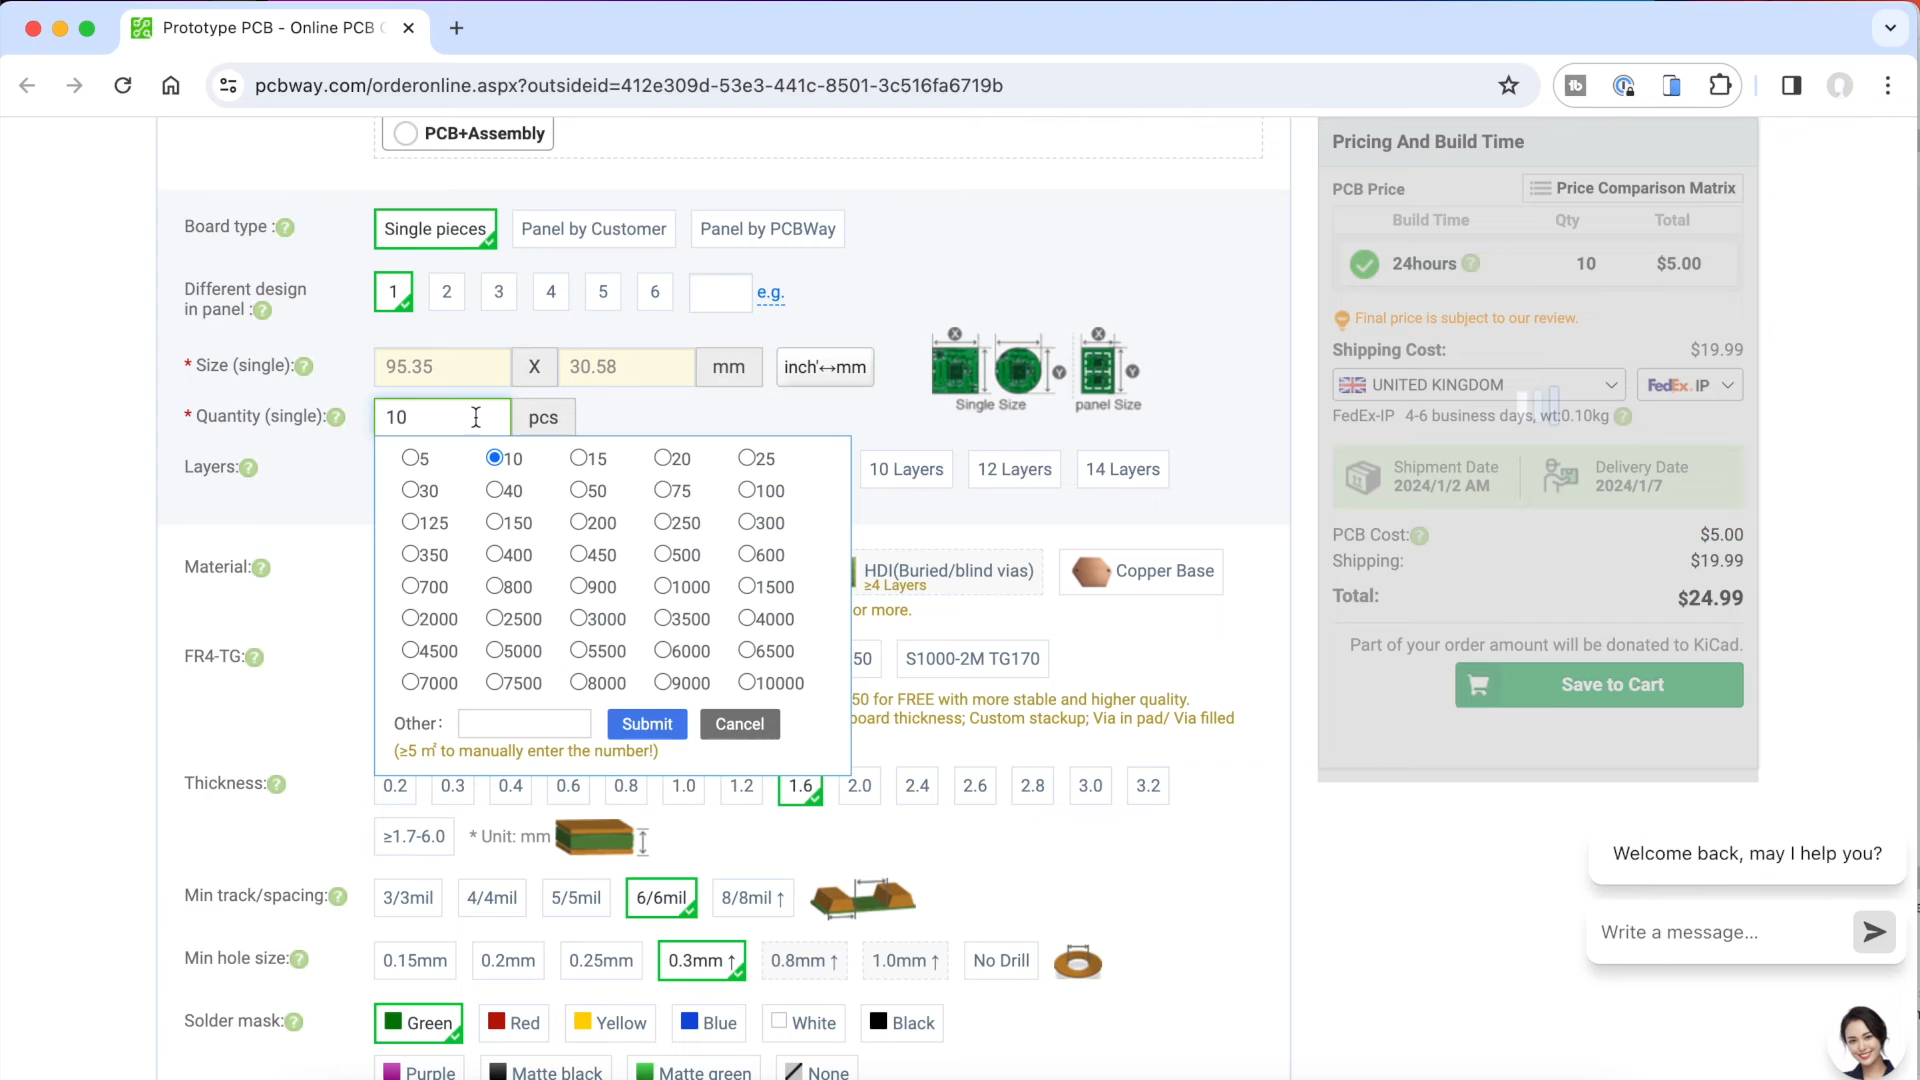 Prototype PCB - Online PCB
pcbway.com/orderonline.aspx?outsideid=412e309d-53e3-441c-8501-3c516fa6719b
PCB+Assembly
Board type :
Single pieces
Panel by Customer
Panel by PCBWay
Different design
in panel :
1
2
3
4
5
6
e.g.
* Size (single):
95.35
X
30.58
mm
inch'↔mm
X
Y
Single Size
X
Y
panel Size
* Quantity (single):
10
pcs
5
10
15
20
25
30
40
50
75
100
125
150
200
250
300
350
400
450
500
600
700
800
900
1000
1500
2000
2500
3000
3500
4000
4500
5000
5500
6000
6500
7000
7500
8000
9000
10000
Other:
Submit
Cancel
(≥5 ㎡ to manually enter the number!)
Layers:
10 Layers
12 Layers
14 Layers
Material:
HDI(Buried/blind vias)
≥4 Layers
Copper Base
or more.
FR4-TG:
50
S1000-2M TG170
50 for FREE with more stable and higher quality.
board thickness; Custom stackup; Via in pad/ Via filled
Thickness:
0.2
0.3
0.4
0.6
0.8
1.0
1.2
1.6
2.0
2.4
2.6
2.8
3.0
3.2
≥1.7-6.0
* Unit: mm
Min track/spacing:
3/3mil
4/4mil
5/5mil
6/6mil
8/8mil ↑
Min hole size:
0.15mm
0.2mm
0.25mm
0.3mm ↑
0.8mm ↑
1.0mm ↑
No Drill
Solder mask:
Green
Red
Yellow
Blue
White
Black
Purple
Matte black
Matte green
None
Pricing And Build Time
PCB Price
Price Comparison Matrix
Build Time
Qty
Total
24hours
10
$5.00
Final price is subject to our review.
Shipping Cost:
$19.99
UNITED KINGDOM
FedEx. IP
FedEx-IP 4-6 business days, wt:0.10kg
Shipment Date
2024/1/2 AM
Delivery Date
2024/1/7
PCB Cost:
$5.00
Shipping:
$19.99
Total:
$24.99
Part of your order amount will be donated to KiCad.
Save to Cart
Welcome back, may I help you?
Write a message...